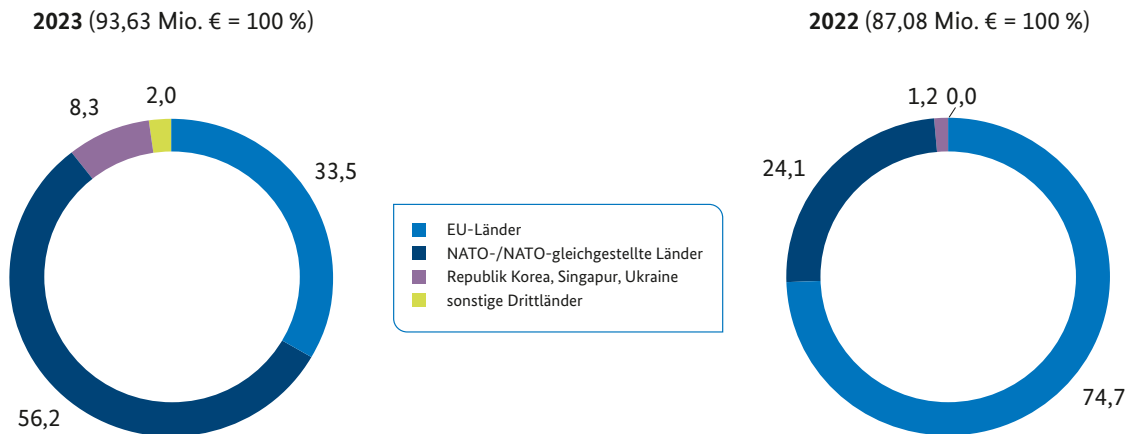 2023 (93,63 Mio. € = 100 %)
2,0
8,3
33,5
56,2
EU-Länder
NATO-/NATO-gleichgestellte Länder
Republik Korea, Singapur, Ukraine
sonstige Drittländer
2022 (87,08 Mio. € = 100 %)
1,2 0,0
24,1
74,7